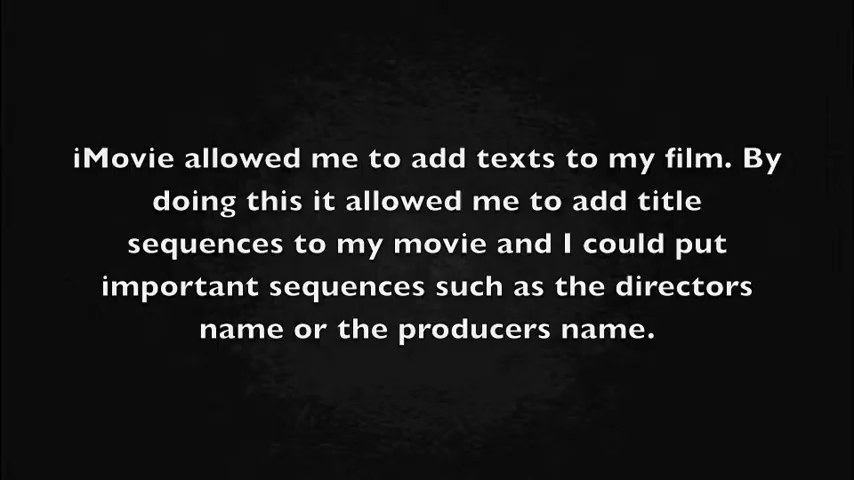 iMovie allowed me to add texts to my film. By
doing this it allowed me to add title
sequences to my movie and I could put
important sequences such as the directors
name or the producers name.